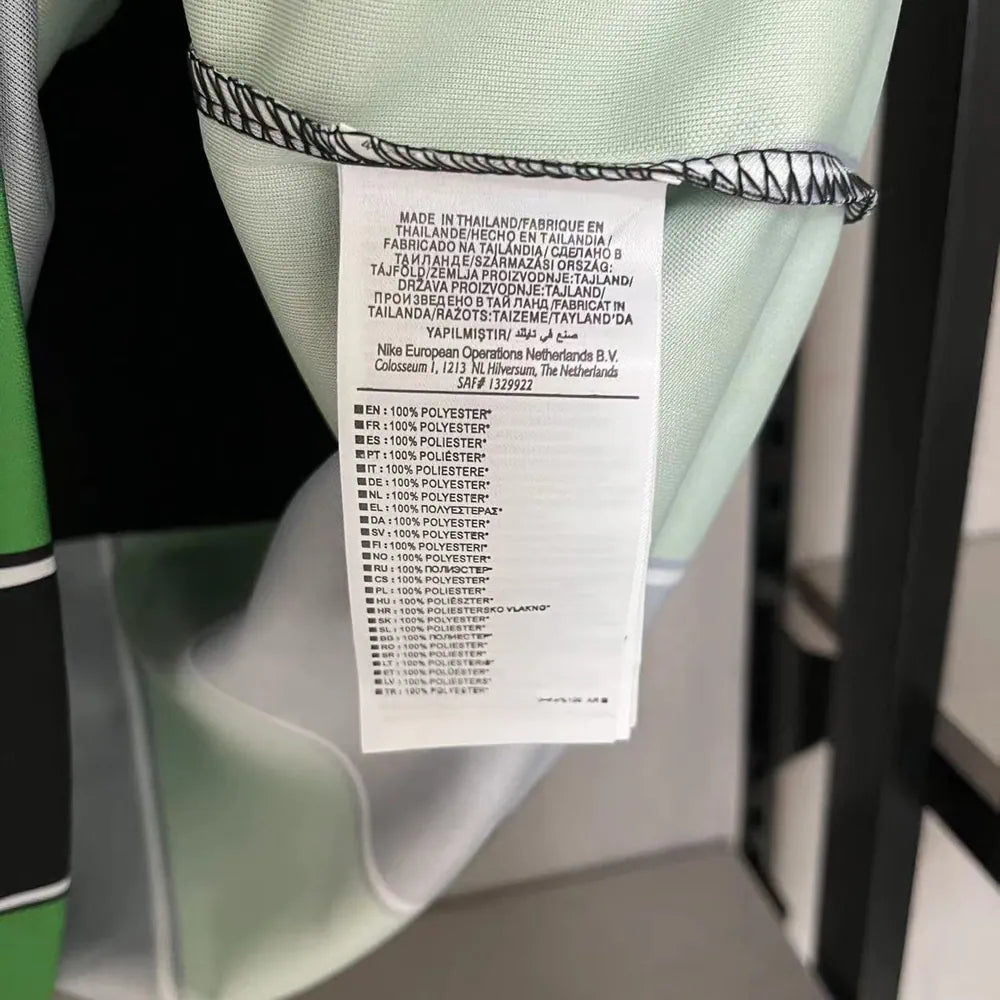 MADE IN THAILAND/FABRIQUE EN
THAILANDE/HECHO EN TAILANDIA /
FABRICADO NA TAILÂNDIA/ СДЕЛАНО В
ТАИЛАНДЕ/SZÁRMAZÁSI ORSZÁG:
TÁJFÖLD/ZEMLJA PROIZVODNJE:TAJLAND/
DRŽAVA PROIZVODNJE:TAJLAND/
ПРОИЗВЕДЕНО В ТАЙЛАНД/FABRICAT IN
TAILANDA/RAŽOTS:TAIZEME/TAYLAND'DA
YAPILMIŞTIR/ صنع في تايلند
Nike European Operations Netherlands B.V.
Colosseum 1, 1213 NL Hilversum, The Netherlands
SAF# 1329922
EN : 100% POLYESTER*
FR : 100% POLYESTER*
ES : 100% POLIESTER*
PT : 100% POLIÉSTER*
IT : 100% POLIESTERE*
DE : 100% POLYESTER*
NL : 100% POLYESTER*
EL : 100% ΠΟΛΥΕΣΤΕΡΑΣ*
DA : 100% POLYESTER*
SV : 100% POLYESTER*
FI : 100% POLYESTERI*
NO : 100% POLYESTER*
RU : 100% ПОЛИЭСТЕР*
CS : 100% POLYESTER*
PL : 100% POLIESTER*
HU : 100% POLIÉSZTER*
HR : 100% POLIESTERSKO VLAKNO*
SK : 100% POLYESTER*
SL : 100% POLIESTER*
BG : 100% ПОЛИЕСТЕР*
RO : 100% POLIESTER*
SR : 100% POLIESTER*
LT : 100% POLIESTERIS*
ET : 100% POLÜESTER*
LV : 100% POLIESTERS*
TR : 100% POLYESTER*